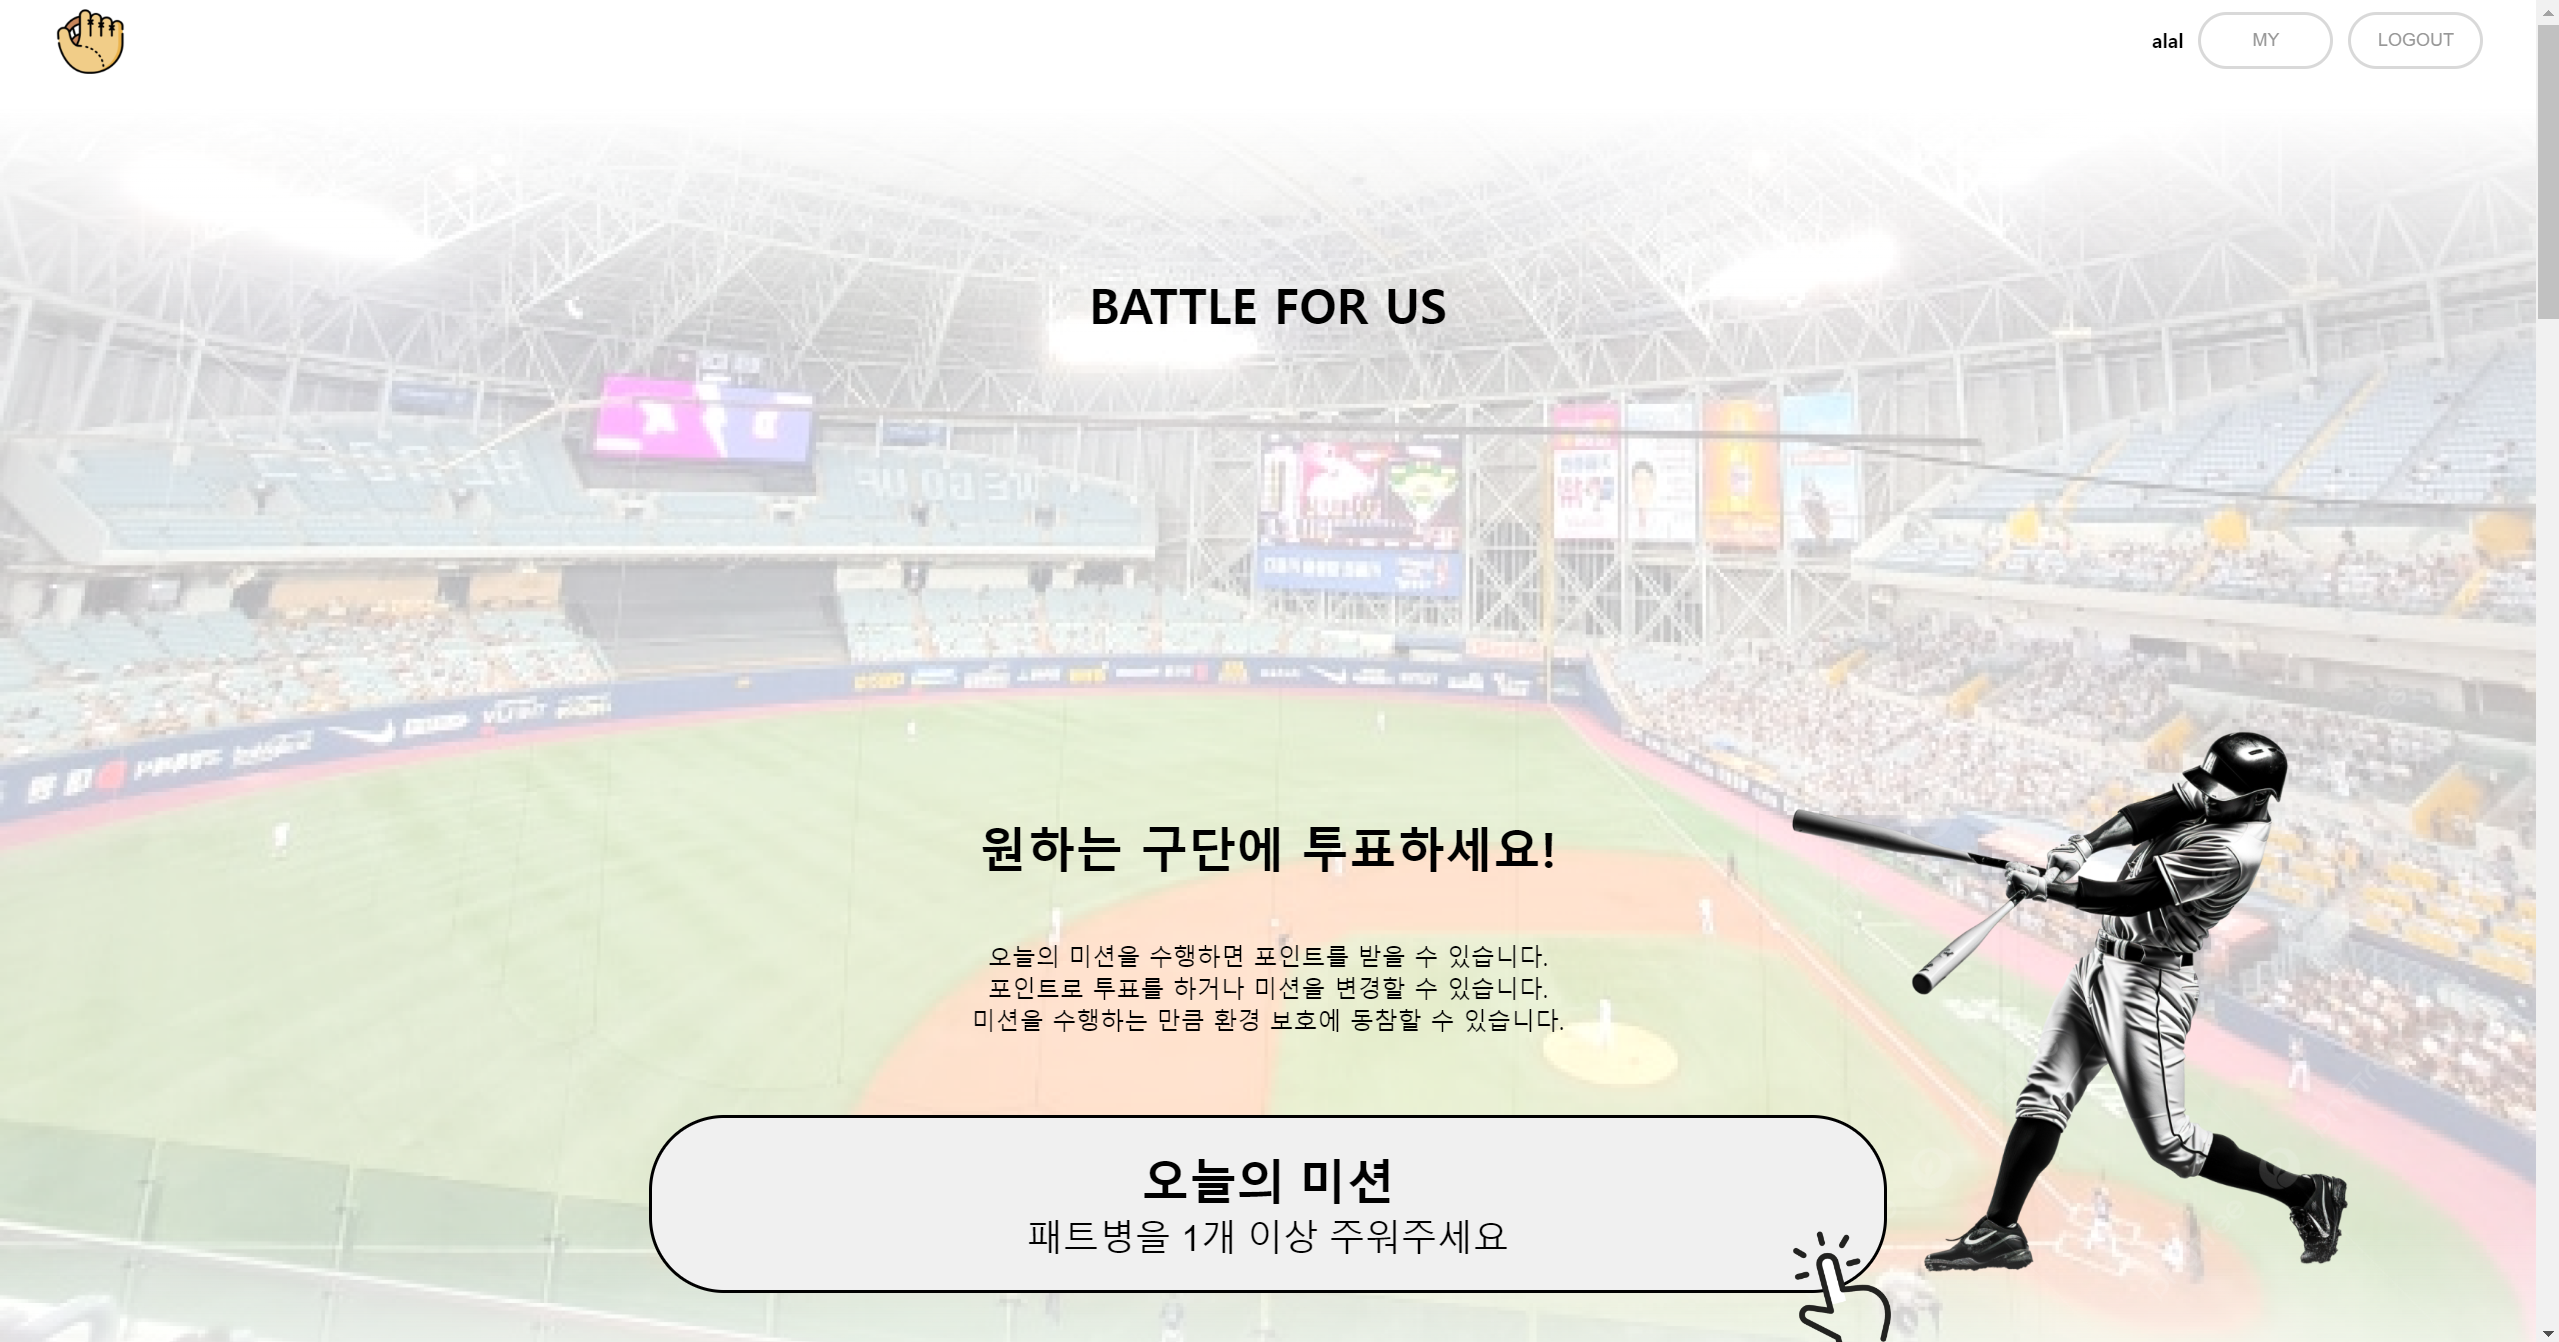 alal
MY
LOGOUT
BATTLE FOR US
HEROES
WE GO UP
원하는 구단에 투표하세요!
오늘의 미션을 수행하면 포인트를 받을 수 있습니다.
포인트로 투표를 하거나 미션을 변경할 수 있습니다.
미션을 수행하는 만큼 환경 보호에 동참할 수 있습니다.
오늘의 미션
패트병을 1개 이상 주워주세요